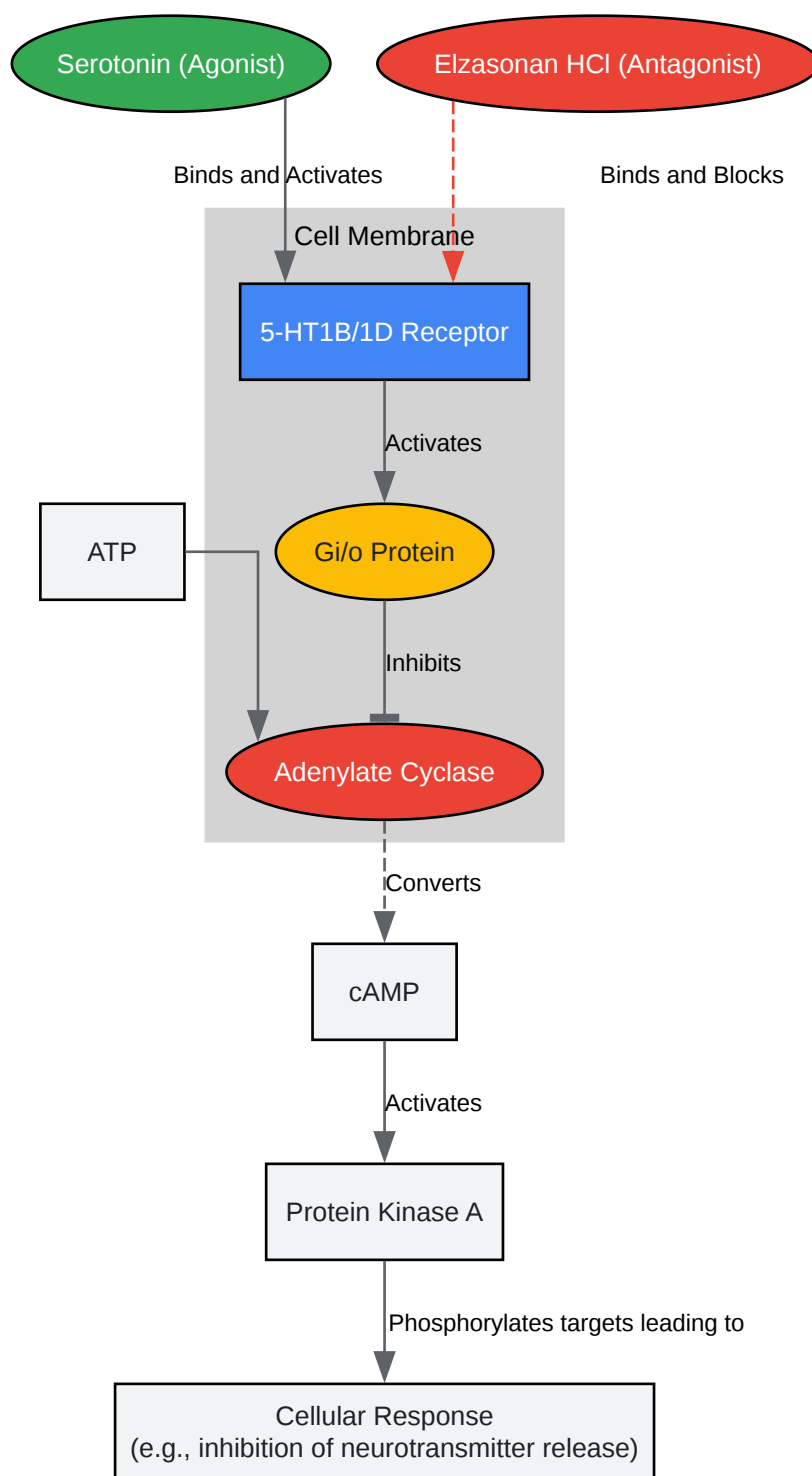 Serotonin (Agonist)
Elzasonan HCl (Antagonist)
Binds and Activates
Binds and Blocks
Cell Membrane
5-HT1B/1D Receptor
Activates
ATP
Gi/o Protein
Inhibits
Adenylate Cyclase
Converts
cAMP
Activates
Protein Kinase A
Phosphorylates targets leading to
Cellular Response
(e.g., inhibition of neurotransmitter release)